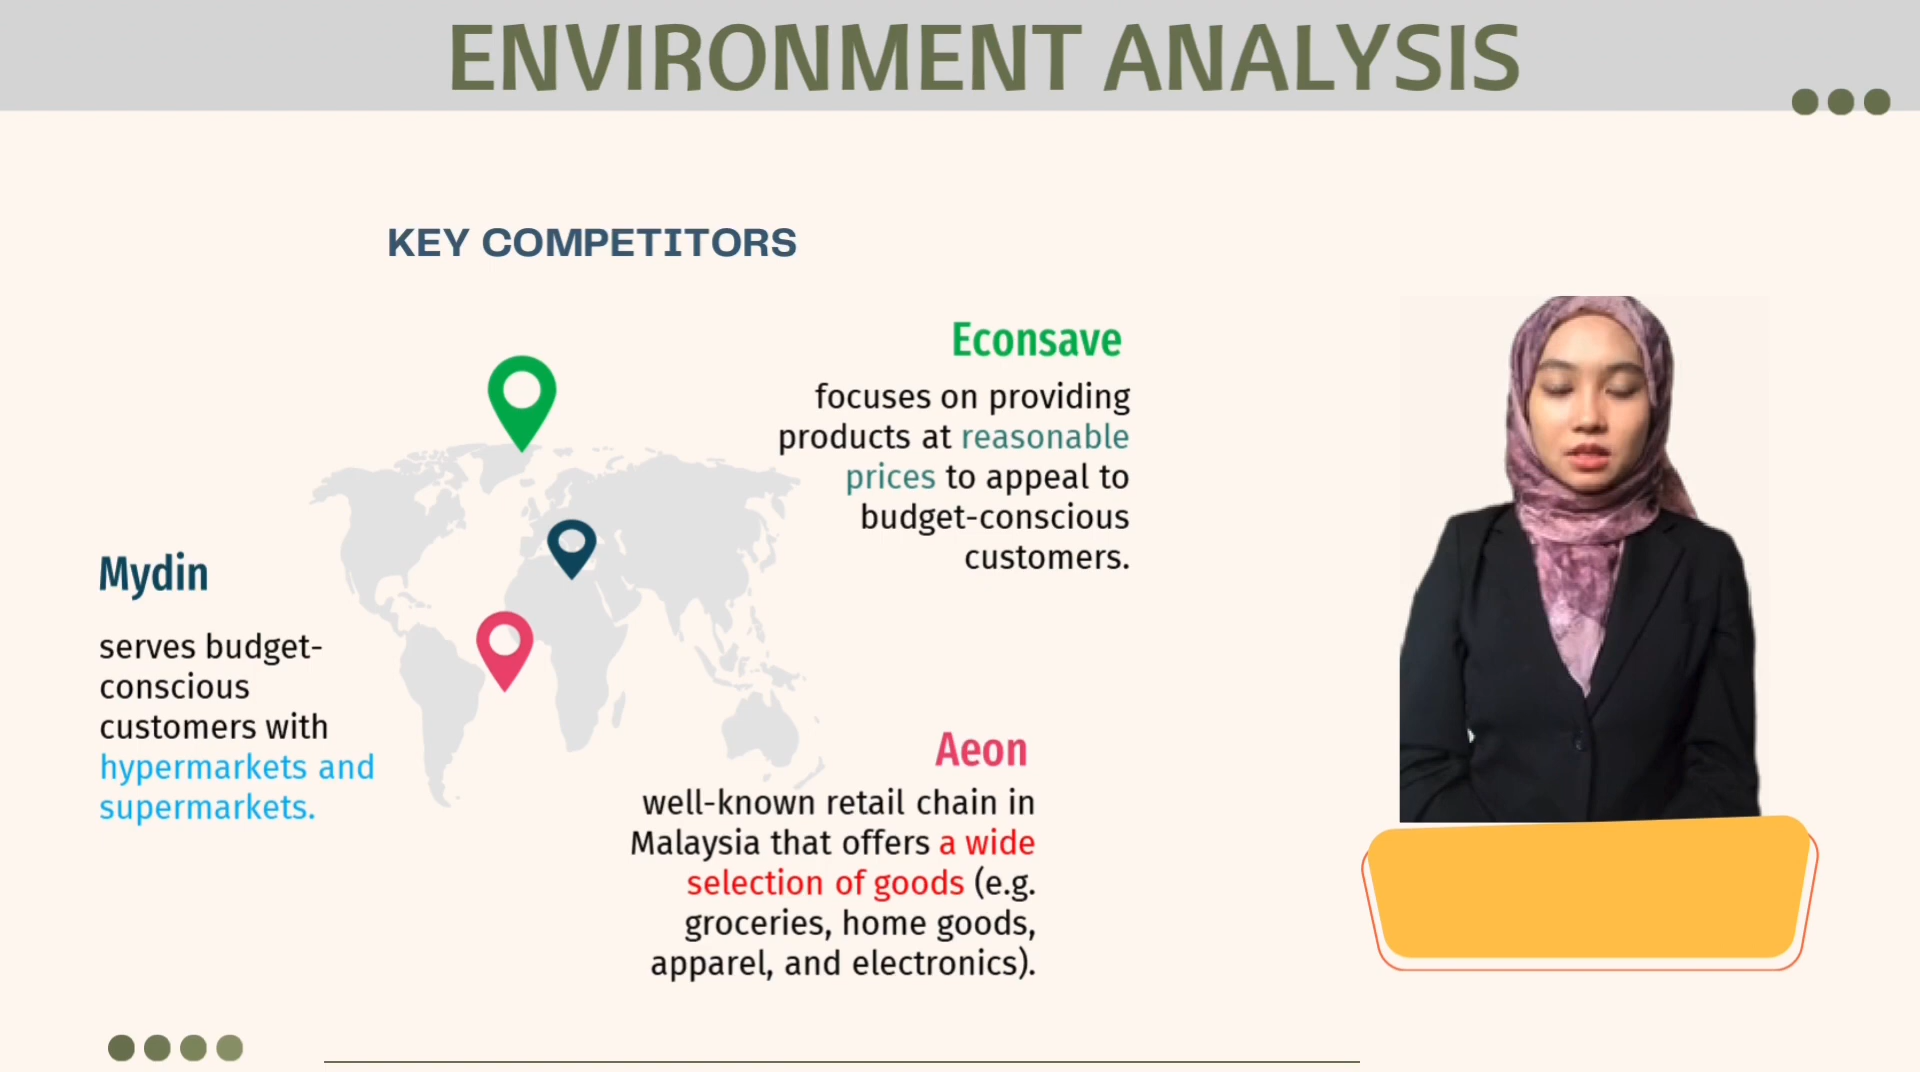 ENVIRONMENT ANALYSIS
KEY COMPETITORS
Econsave
focuses on providing
products at reasonable
prices to appeal to
budget-conscious
customers.
Mydin
serves budget-
conscious
customers with
hypermarkets and
supermarkets.
Aeon
well-known retail chain in
Malaysia that offers a wide
selection of goods (e.g.
groceries, home goods,
apparel, and electronics).